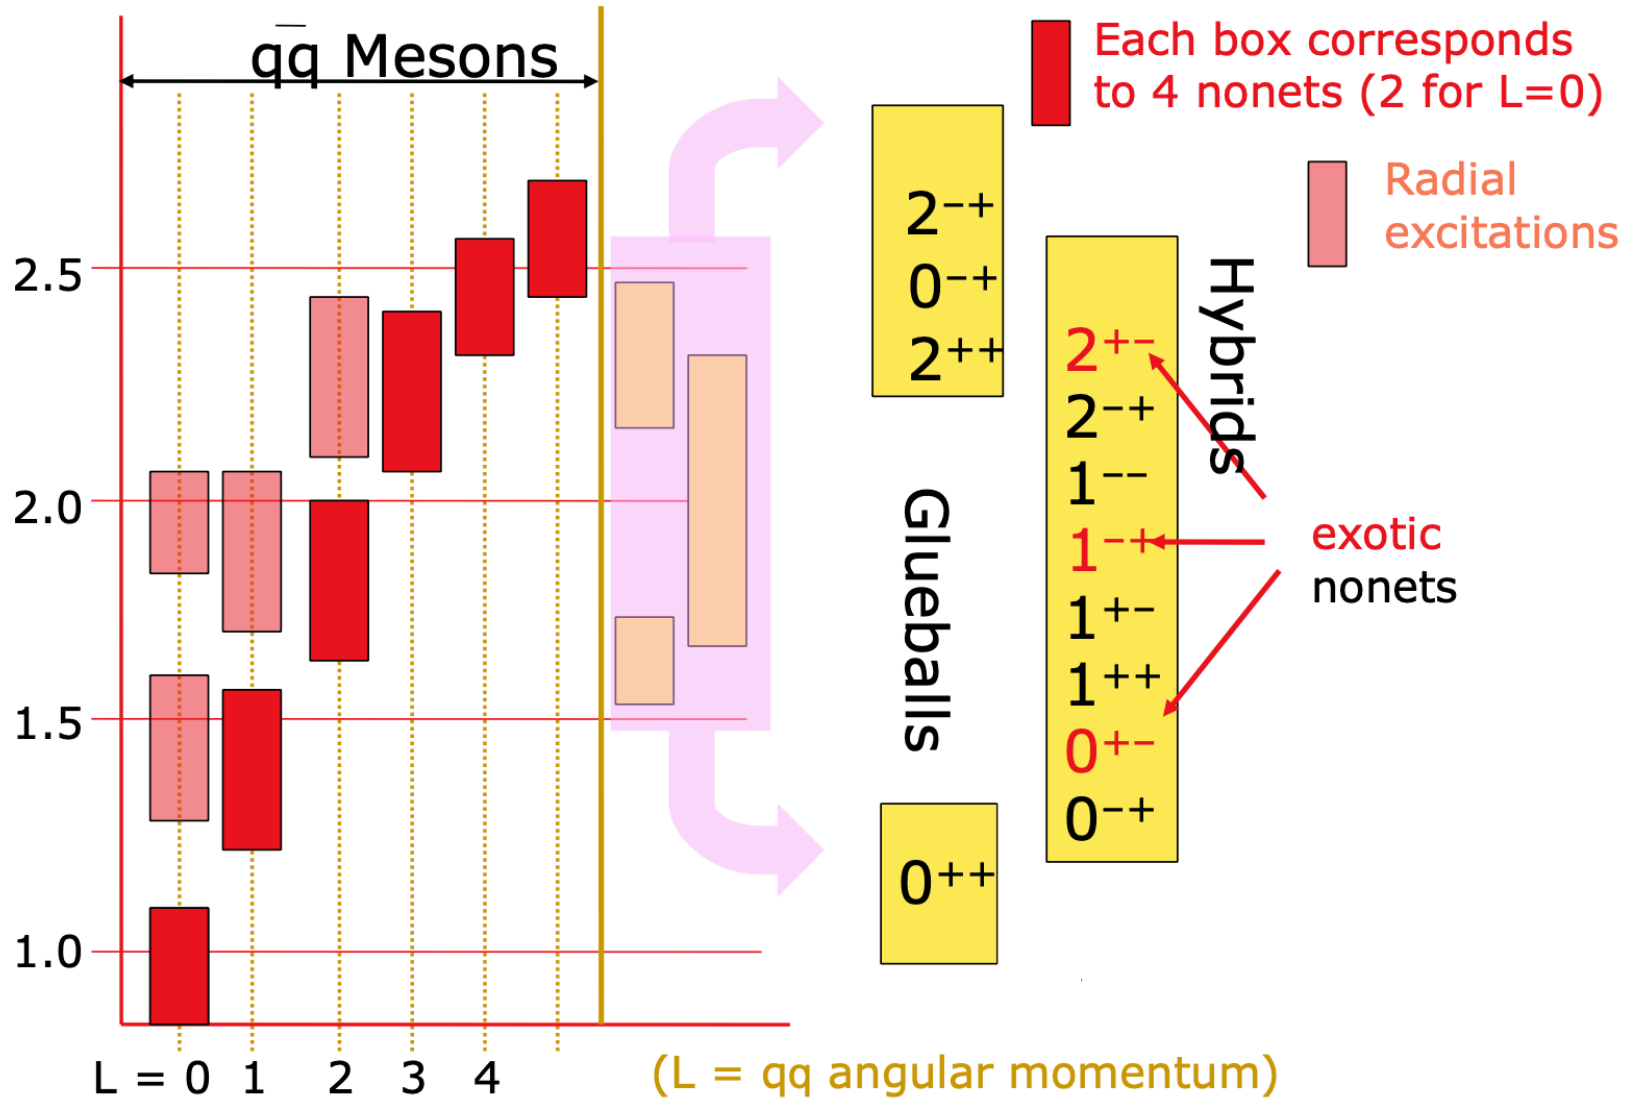 qq̅ Mesons
Each box corresponds
to 4 nonets (2 for L=0)
Radial
excitations
2.5
2.0
1.5
1.0
L = 0 1 2 3 4
(L = qq angular momentum)
2⁻⁺
0⁻⁺
2⁺⁺
Glueballs
0⁺⁺
Hybrids
2⁺⁻
2⁻⁺
1⁻⁻
1⁻⁺
1⁺⁻
1⁺⁺
0⁺⁻
0⁻⁺
exotic
nonets